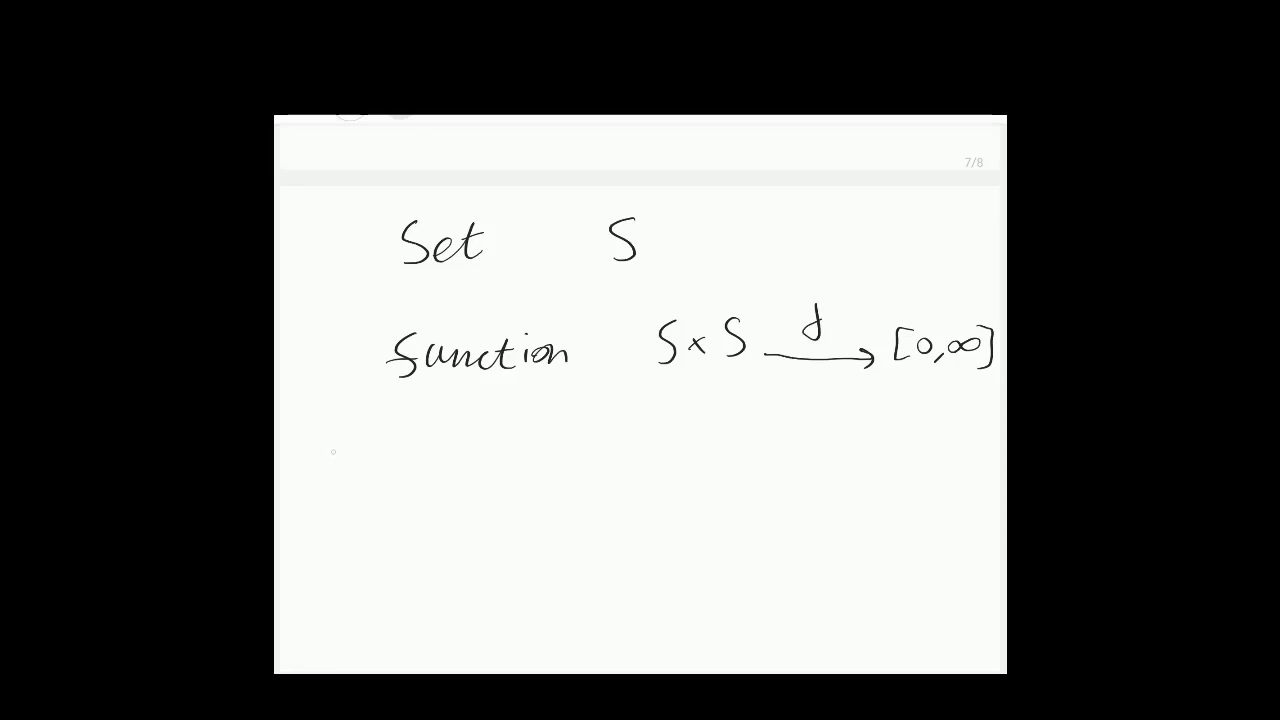 7/8
Set S
function S × S d→ [0,∞]